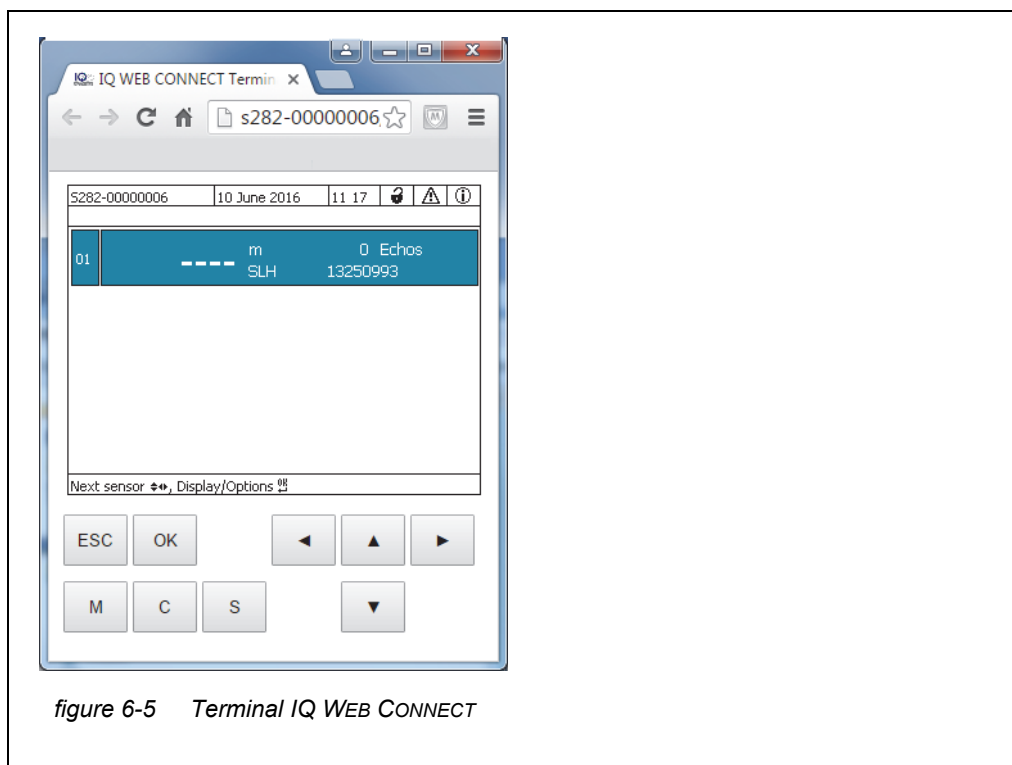 IQ WEB CONNECT Termin
s282-00000006
S282-00000006 10 June 2016 11 17
01 ---- m 0 Echos
SLH 13250993
Next sensor , Display/Options OK
ESC OK
M C S
figure 6-5 Terminal IQ WEB CONNECT